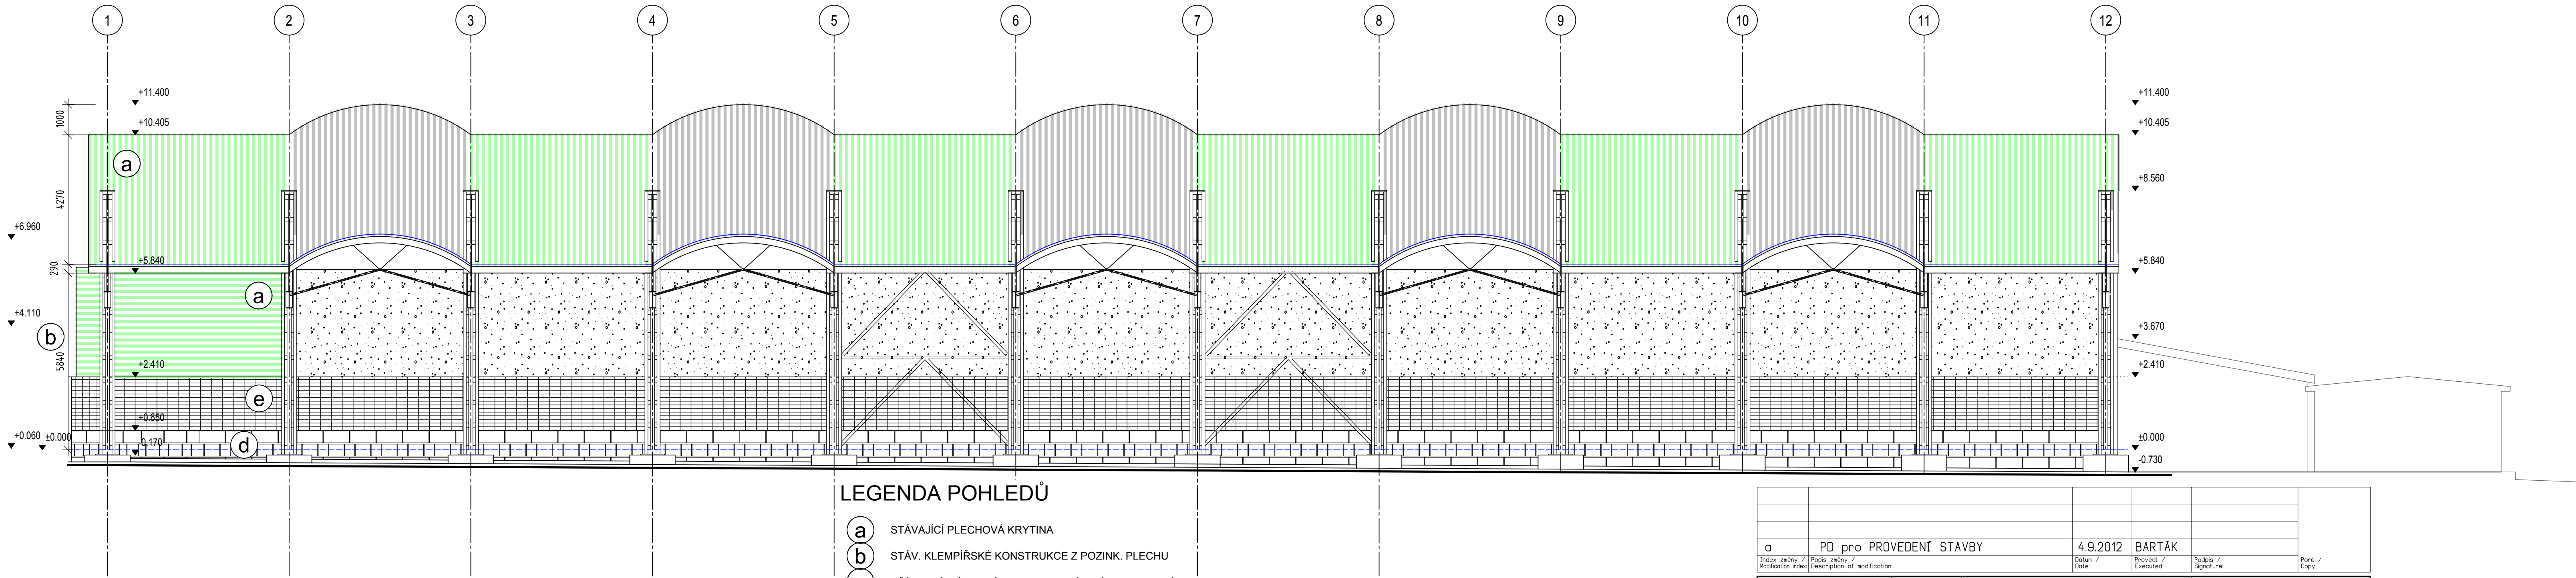 1 2 3 4 5 6 7 8 9 10 11 12
+11.400
+11.400
1000
+10.405
+10.405
a
4270
+8.560
+6.960
290
+5.840
+5.840
a
+4.110
b
5840
+3.670
+2.410
+2.410
e
+0.650
+0.060
±0.000
-0.170
d
±0.000
-0.730
LEGENDA POHLEDŮ
a STÁVAJÍCÍ PLECHOVÁ KRYTINA
b STÁV. KLEMPÍŘSKÉ KONSTRUKCE Z POZINK. PLECHU
a PD pro PROVEDENÍ STAVBY 4.9.2012 BARTÁK
Index změny / Popis změny / Datum / Provedl / Podpis / Paré /
Modification index: Description of modification: Date: Executed: Signature: Copy: